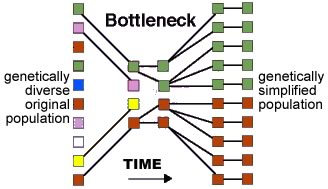 Bottleneck
genetically
diverse
original
population
genetically
simplified
population
TIME